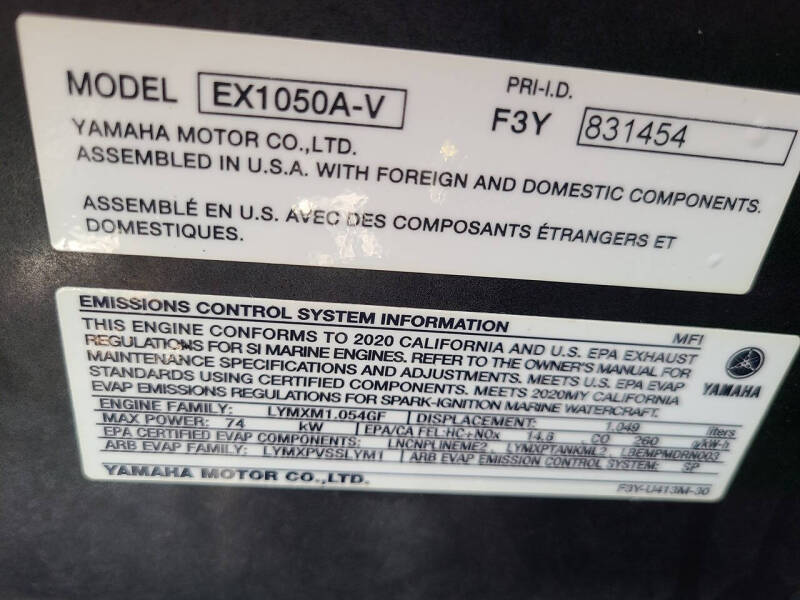 MODEL EX1050A-V PRI-I.D. F3Y 831454
YAMAHA MOTOR CO.,LTD.
ASSEMBLED IN U.S.A. WITH FOREIGN AND DOMESTIC COMPONENTS.
ASSEMBLÉ EN U.S. AVEC DES COMPOSANTS ÉTRANGERS ET
DOMESTIQUES.
EMISSIONS CONTROL SYSTEM INFORMATION MFI
THIS ENGINE CONFORMS TO 2020 CALIFORNIA AND U.S. EPA EXHAUST
REGULATIONS FOR SI MARINE ENGINES. REFER TO THE OWNER'S MANUAL FOR
MAINTENANCE SPECIFICATIONS AND ADJUSTMENTS. MEETS U.S. EPA EVAP
STANDARDS USING CERTIFIED COMPONENTS. MEETS 2020MY CALIFORNIA
EVAP EMISSIONS REGULATIONS FOR SPARK-IGNITION MARINE WATERCRAFT.
YAMAHA
ENGINE FAMILY: LYMXM1.054GF DISPLACEMENT: 1.049 liters
MAX POWER: 74 kW EPA/CA FEL:HC+NOx 14.6 CO 260 g/kW-h
EPA CERTIFIED EVAP COMPONENTS: LNCNPLINEME2, LYMXPTANKML2, LBEMPMDRN003
ARB EVAP FAMILY: LYMXPVSSLYM1 ARB EVAP EMISSION CONTROL SYSTEM: SP
YAMAHA MOTOR CO.,LTD. F3Y-U413M-30